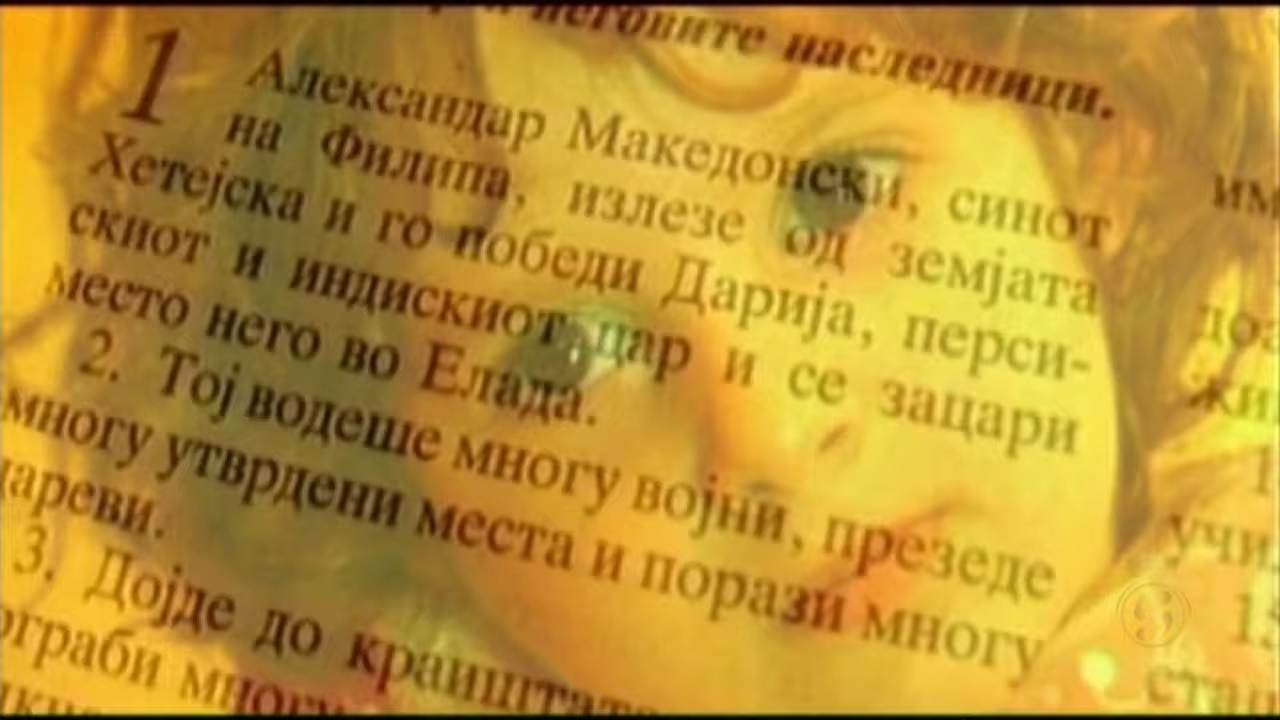 неговите наследници.
1 Александар Македонски, синот
на Филипа, излезе од земјата
Хетејска и го победи Дарија, перси-
скиот и индискиот цар и се зацари
место него во Елада.
2. Тој водеше многу војни, презеде
многу утврдени места и порази многу
цареви.
3. Дојде до краиштата
ограби многу